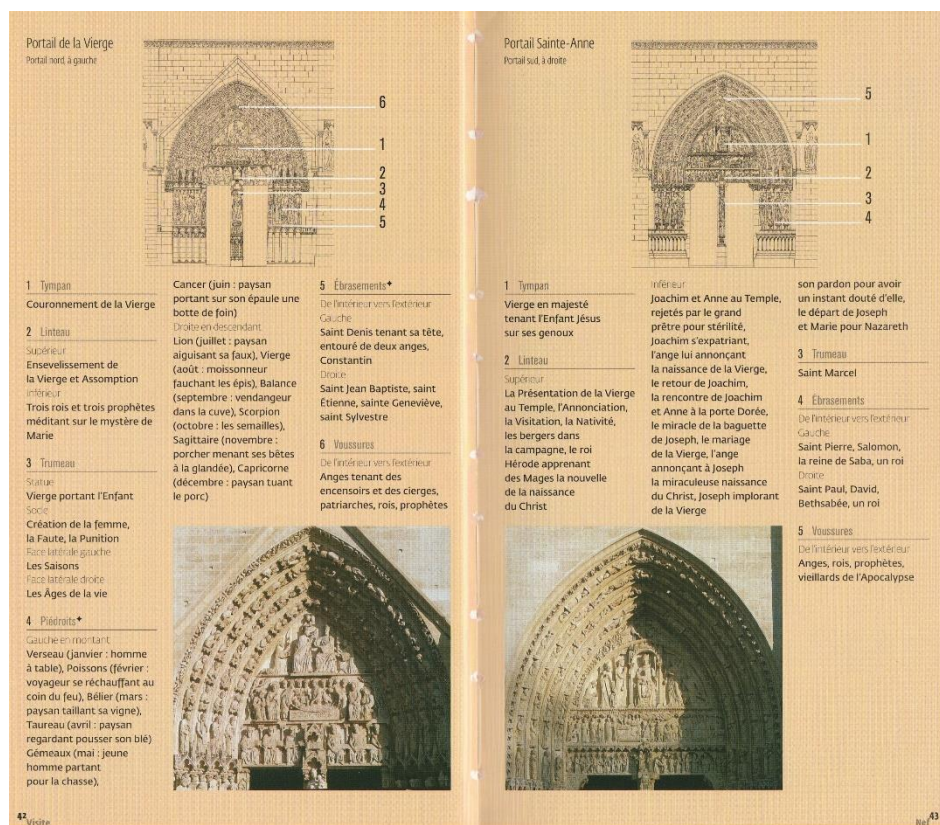 Portail de la Vierge
Portail nord, à gauche
6
1
2
3
4
5
1 Tympan
Couronnement de la Vierge
2 Linteau
Supérieur
Ensevelissement de
la Vierge et Assomption
Inférieur
Trois rois et trois prophètes
méditant sur le mystère de
Marie
3 Trumeau
Statue
Vierge portant l'Enfant
Socle
Création de la femme,
la Faute, la Punition
Face latérale gauche
Les Saisons
Face latérale droite
Les Âges de la vie
4 Piédroits✦
Gauche en montant
Verseau (janvier : homme
à table), Poissons (février :
voyageur se réchauffant au
coin du feu), Bélier (mars :
paysan taillant sa vigne),
Taureau (avril : paysan
regardant pousser son blé)
Gémeaux (mai : jeune
homme partant
pour la chasse),
Cancer (juin : paysan
portant sur son épaule une
botte de foin)
Droite en descendant
Lion (juillet : paysan
aiguisant sa faux), Vierge
(août : moissonneur
fauchant les épis), Balance
(septembre : vendangeur
dans la cuve), Scorpion
(octobre : les semailles),
Sagittaire (novembre :
porcher menant ses bêtes
à la glandée), Capricorne
(décembre : paysan tuant
le porc)
5 Ébrasements✦
De l'intérieur vers l'extérieur
Gauche
Saint Denis tenant sa tête,
entouré de deux anges,
Constantin
Droite
Saint Jean Baptiste, saint
Étienne, sainte Geneviève,
saint Sylvestre
6 Voussures
De l'intérieur vers l'extérieur
Anges tenant des
encensoirs et des cierges,
patriarches, rois, prophètes
42
Visite
Portail Sainte-Anne
Portail sud, à droite
5
1
2
3
4
1 Tympan
Vierge en majesté
tenant l'Enfant Jésus
sur ses genoux
2 Linteau
Supérieur
La Présentation de la Vierge
au Temple, l'Annonciation,
la Visitation, la Nativité,
les bergers dans
la campagne, le roi
Hérode apprenant
des Mages la nouvelle
de la naissance
du Christ
Inférieur
Joachim et Anne au Temple,
rejetés par le grand
prêtre pour stérilité,
Joachim s'expatriant,
l'ange lui annonçant
la naissance de la Vierge,
le retour de Joachim,
la rencontre de Joachim
et Anne à la porte Dorée,
le miracle de la baguette
de Joseph, le mariage
de la Vierge, l'ange
annonçant à Joseph
la miraculeuse naissance
du Christ, Joseph implorant
de la Vierge
son pardon pour avoir
un instant douté d'elle,
le départ de Joseph
et Marie pour Nazareth
3 Trumeau
Saint Marcel
4 Ébrasements
De l'intérieur vers l'extérieur
Gauche
Saint Pierre, Salomon,
la reine de Saba, un roi
Droite
Saint Paul, David,
Bethsabée, un roi
5 Voussures
De l'intérieur vers l'extérieur
Anges, rois, prophètes,
vieillards de l'Apocalypse
43
Nef